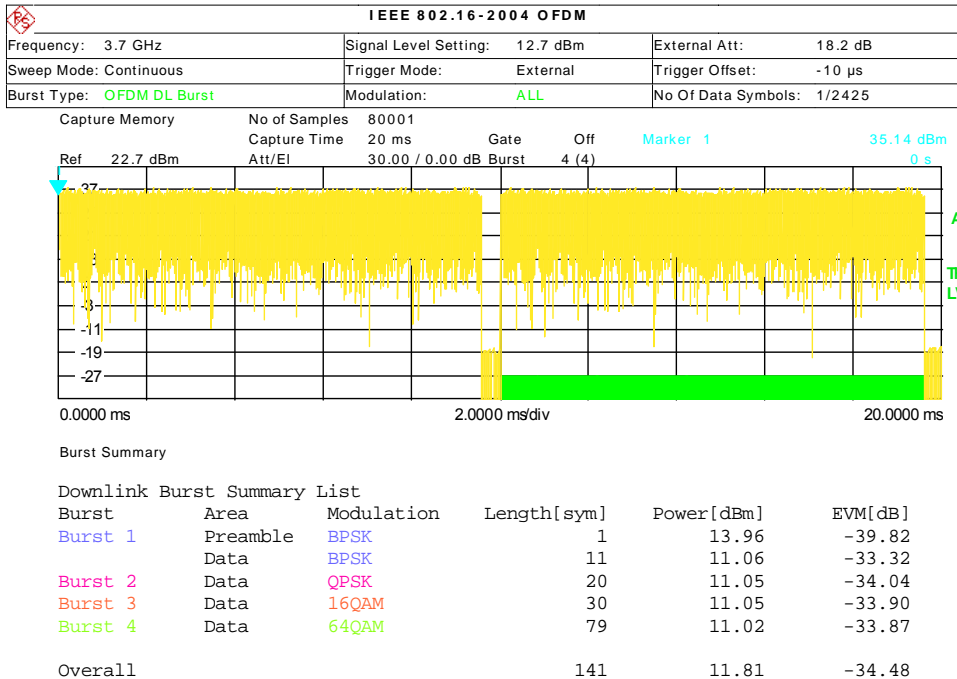 IEEE 802.16-2004 OFDM
Frequency: 3.7 GHz Signal Level Setting: 12.7 dBm External Att: 18.2 dB
Sweep Mode: Continuous Trigger Mode: External Trigger Offset: -10 µs
Burst Type: OFDM DL Burst Modulation: ALL No Of Data Symbols: 1/2425
Capture Memory No of Samples 80001
Capture Time 20 ms Gate Off Marker 1 35.14 dBm
Ref 22.7 dBm Att/El 30.00 / 0.00 dB Burst 4 (4) 0 s
37
-3
-11
-19
-27
0.0000 ms 2.0000 ms/div 20.0000 ms
Burst Summary
Downlink Burst Summary List
Burst Area Modulation Length[sym] Power[dBm] EVM[dB]
Burst 1 Preamble BPSK 1 13.96 -39.82
Data BPSK 11 11.06 -33.32
Burst 2 Data QPSK 20 11.05 -34.04
Burst 3 Data 16QAM 30 11.05 -33.90
Burst 4 Data 64QAM 79 11.02 -33.87
Overall 141 11.81 -34.48